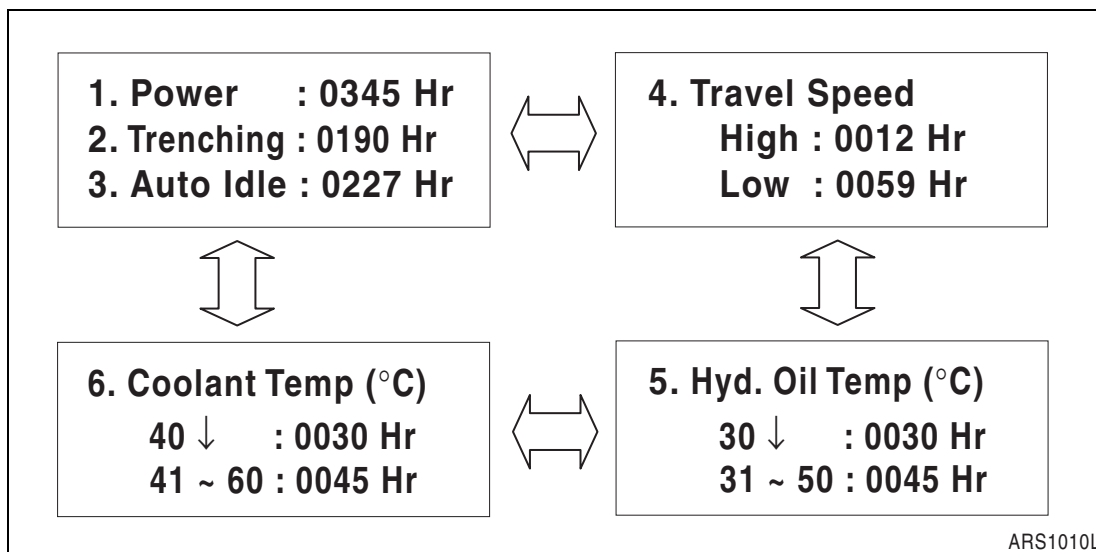 1. Power : 0345 Hr
2. Trenching : 0190 Hr
3. Auto Idle : 0227 Hr
4. Travel Speed
High : 0012 Hr
Low : 0059 Hr
6. Coolant Temp (°C)
40 ↓ : 0030 Hr
41 ~ 60 : 0045 Hr
5. Hyd. Oil Temp (°C)
30 ↓ : 0030 Hr
31 ~ 50 : 0045 Hr
ARS1010L